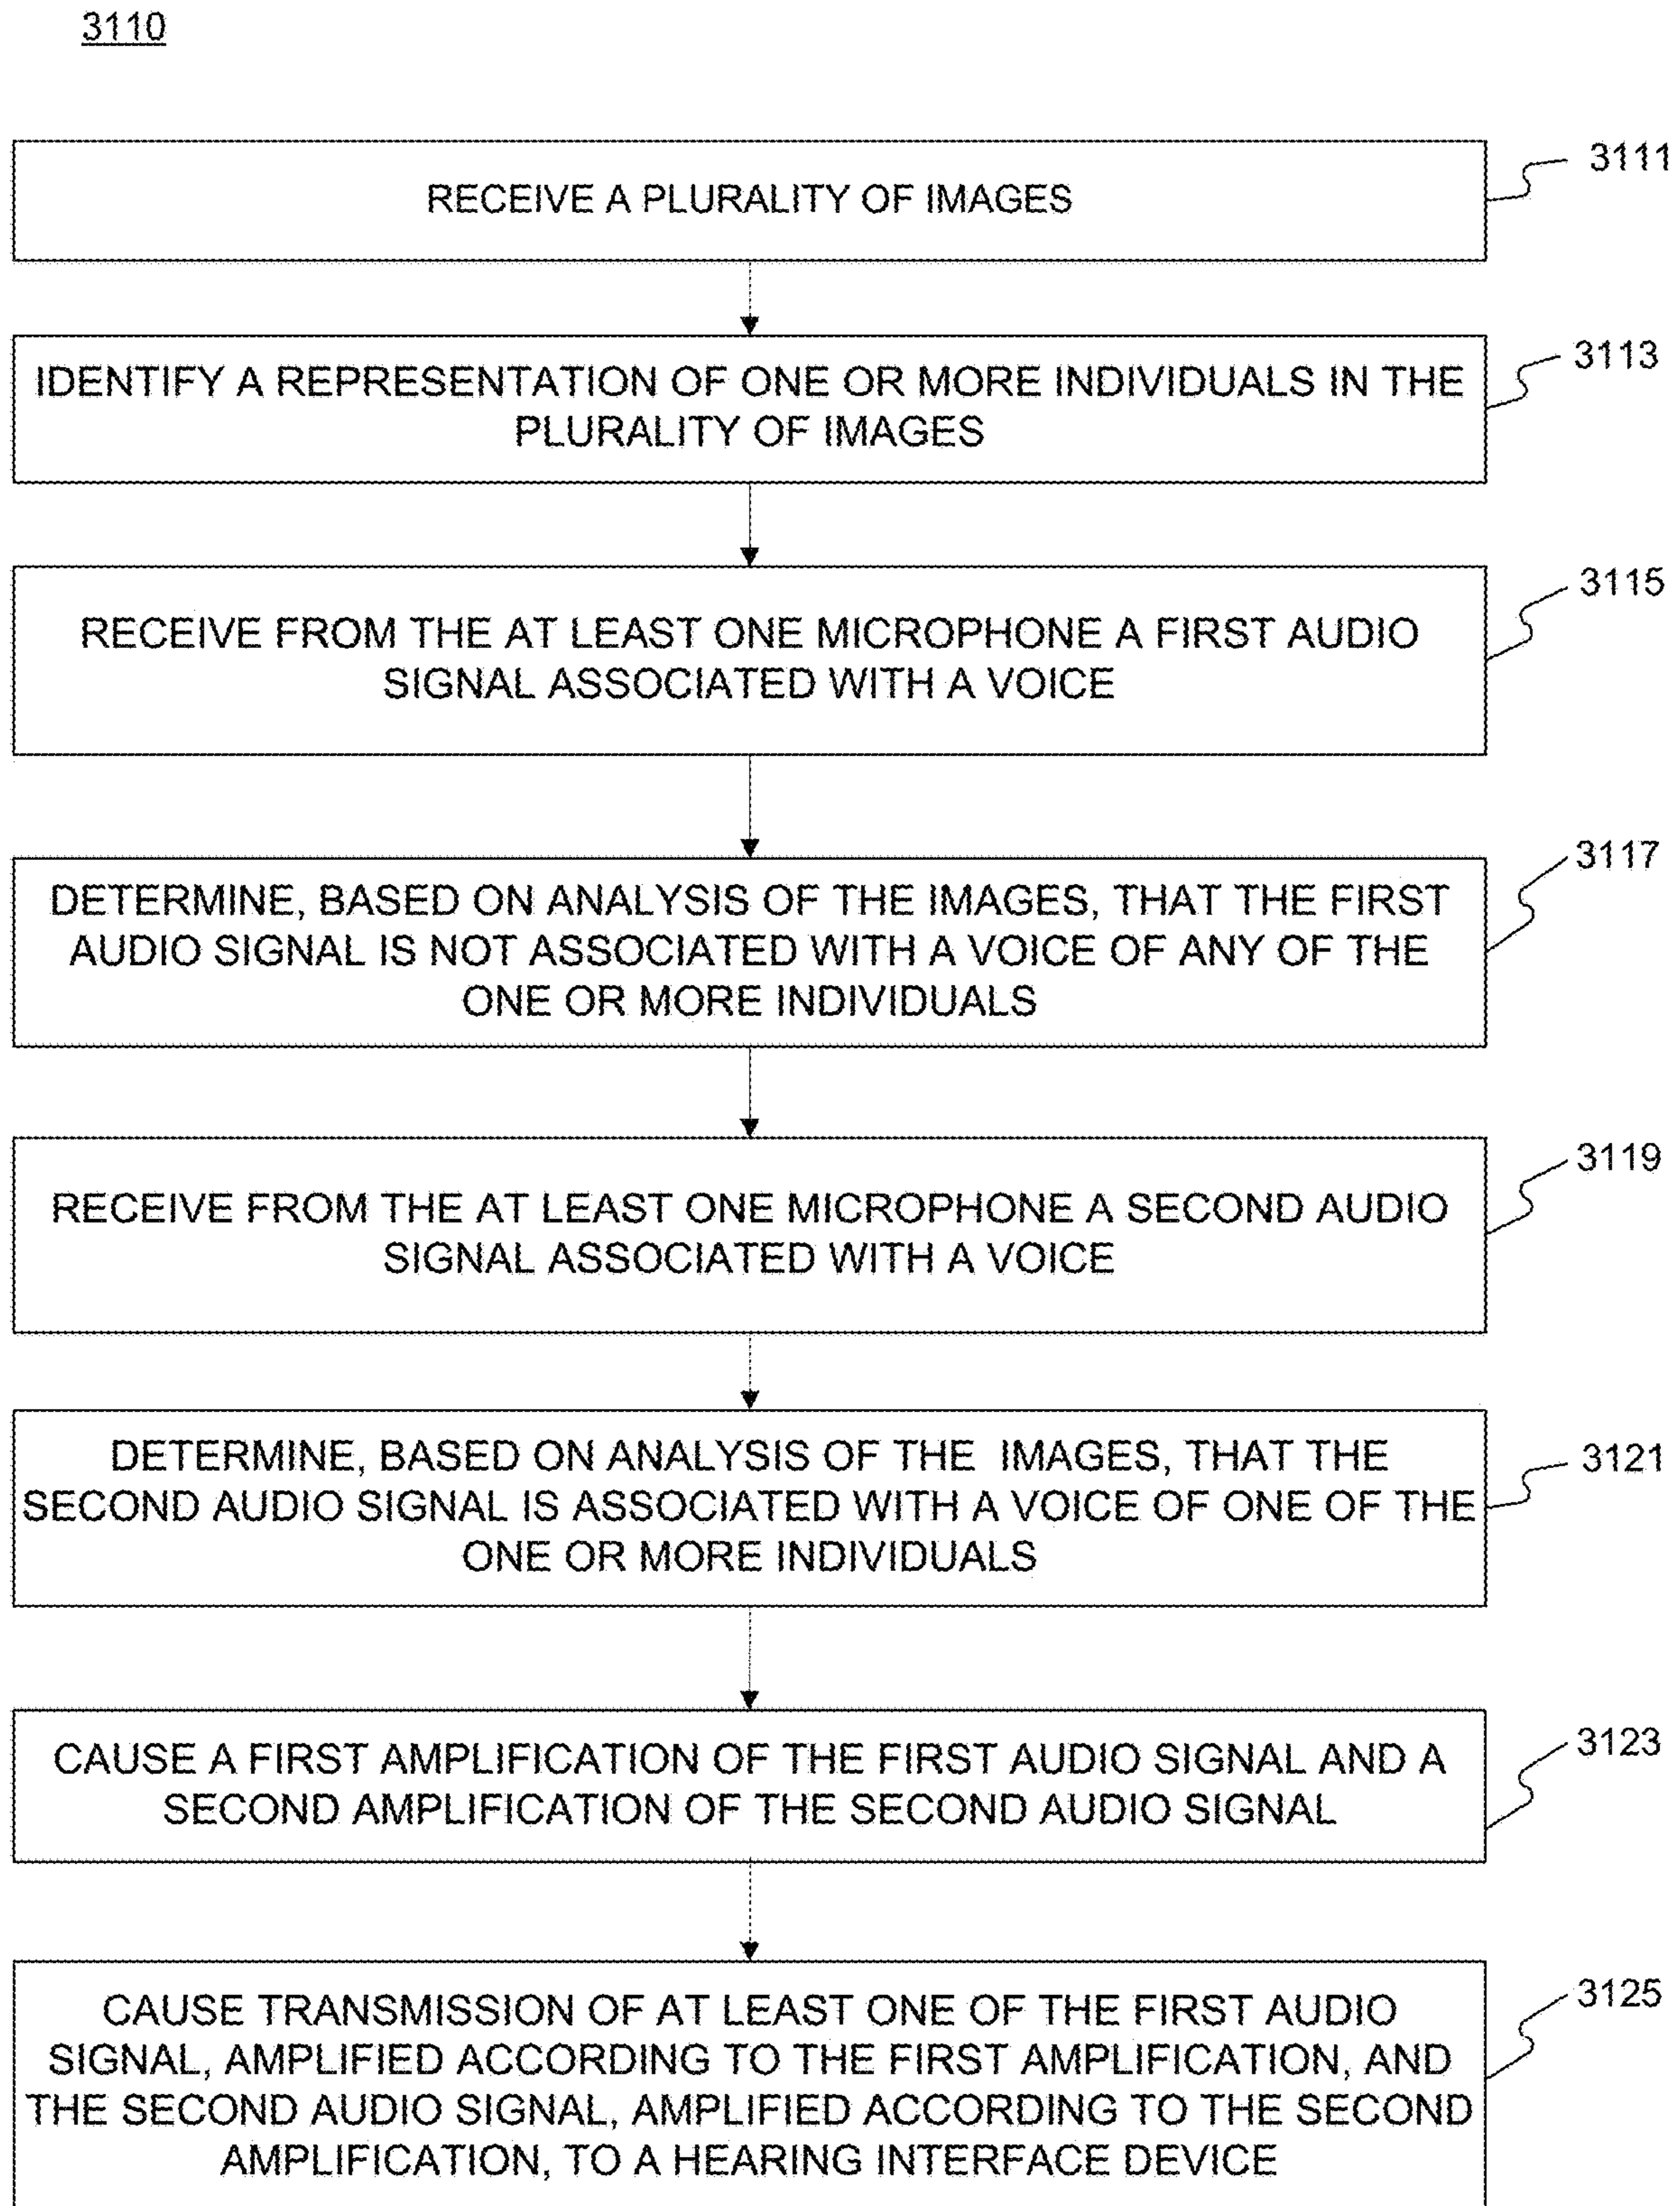 3110
3111
RECEIVE A PLURALITY OF IMAGES
3113
IDENTIFY A REPRESENTATION OF ONE OR MORE INDIVIDUALS IN THE
PLURALITY OF IMAGES
3115
RECEIVE FROM THE AT LEAST ONE MICROPHONE A FIRST AUDIO
SIGNAL ASSOCIATED WITH A VOICE
3117
DETERMINE, BASED ON ANALYSIS OF THE IMAGES, THAT THE FIRST
AUDIO SIGNAL IS NOT ASSOCIATED WITH A VOICE OF ANY OF THE
ONE OR MORE INDIVIDUALS
3119
RECEIVE FROM THE AT LEAST ONE MICROPHONE A SECOND AUDIO
SIGNAL ASSOCIATED WITH A VOICE
3121
DETERMINE, BASED ON ANALYSIS OF THE IMAGES, THAT THE
SECOND AUDIO SIGNAL IS ASSOCIATED WITH A VOICE OF ONE OF THE
ONE OR MORE INDIVIDUALS
3123
CAUSE A FIRST AMPLIFICATION OF THE FIRST AUDIO SIGNAL AND A
SECOND AMPLIFICATION OF THE SECOND AUDIO SIGNAL
3125
CAUSE TRANSMISSION OF AT LEAST ONE OF THE FIRST AUDIO
SIGNAL, AMPLIFIED ACCORDING TO THE FIRST AMPLIFICATION, AND
THE SECOND AUDIO SIGNAL, AMPLIFIED ACCORDING TO THE SECOND
AMPLIFICATION, TO A HEARING INTERFACE DEVICE